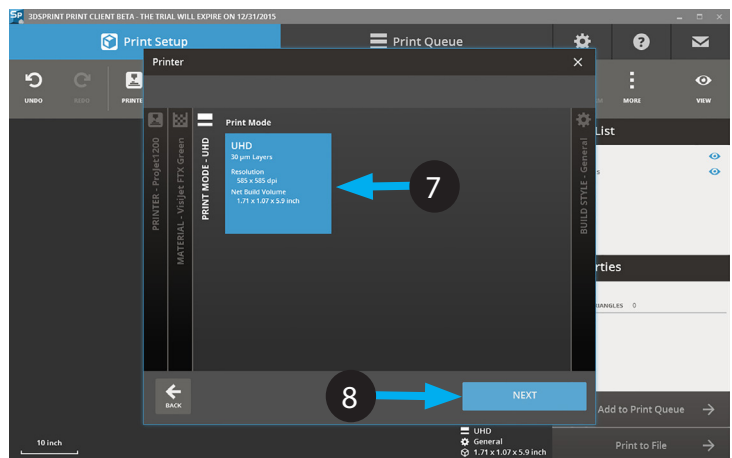 SP 3DSPRINT PRINT CLIENT BETA - THE TRIAL WILL EXPIRE ON 12/31/2015
Print Setup
Print Queue
Printer
UNDO
REDO
PRINTE
MORE
VIEW
List
PRINTER - ProJet1200
MATERIAL - Visijet FTX Green
PRINT MODE - UHD
Print Mode
UHD
30 µm Layers
Resolution
585 x 585 dpi
Net Build Volume
1.71 x 1.07 x 5.9 inch
7
BUILD STYLE - General
s
rties
RIANGLES 0
8
BACK
NEXT
Add to Print Queue
Print to File
10 inch
UHD
General
1.71 x 1.07 x 5.9 inch